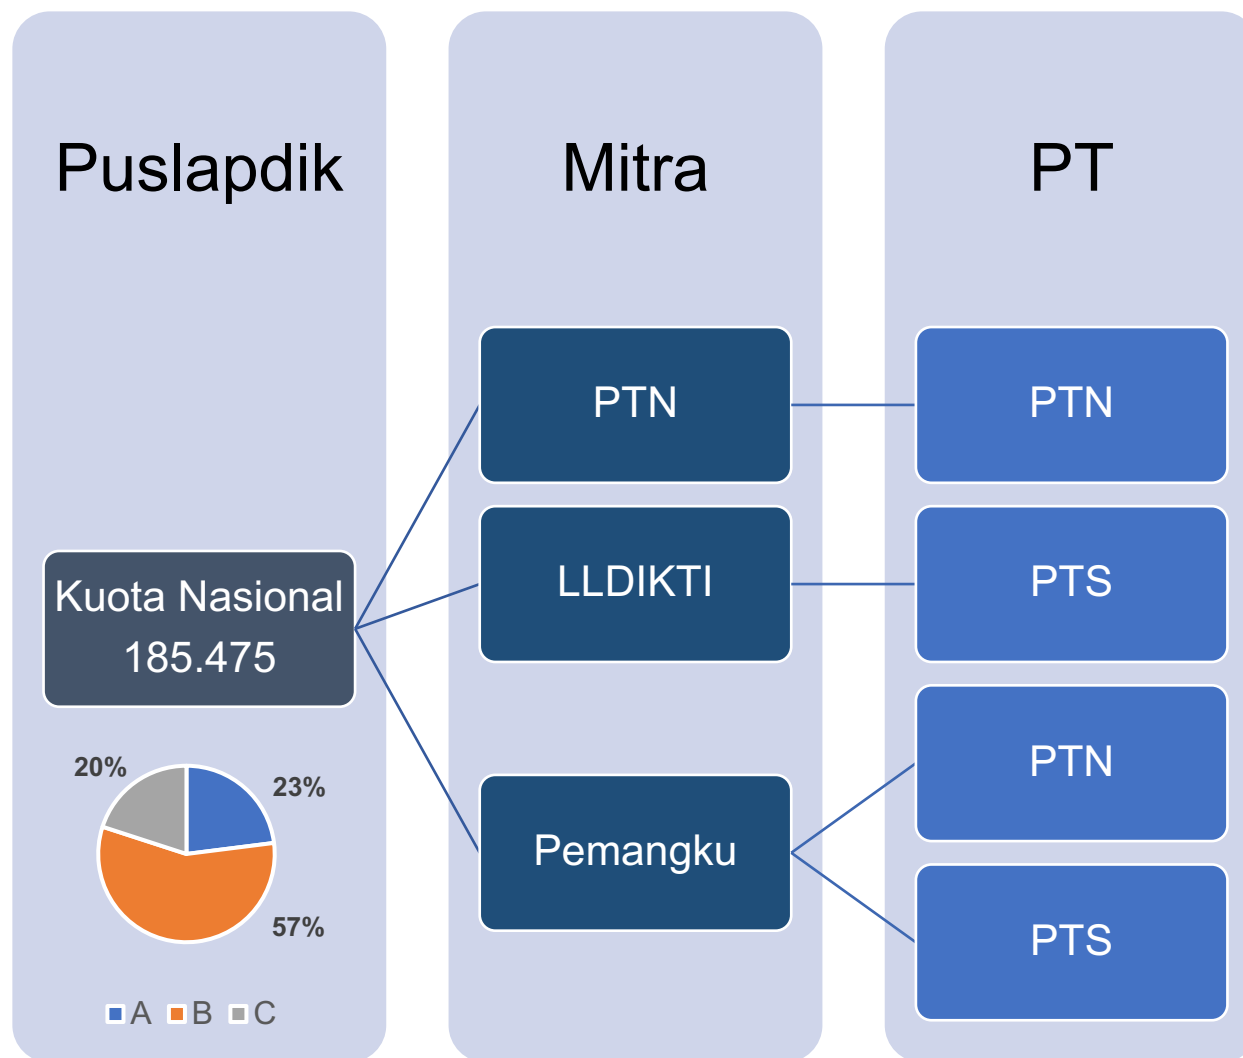 Puslapdik
Mitra
PT
Kuota Nasional
185.475
20%
23%
57%
A B C
PTN
LLDIKTI
Pemangku
PTN
PTS
PTN
PTS